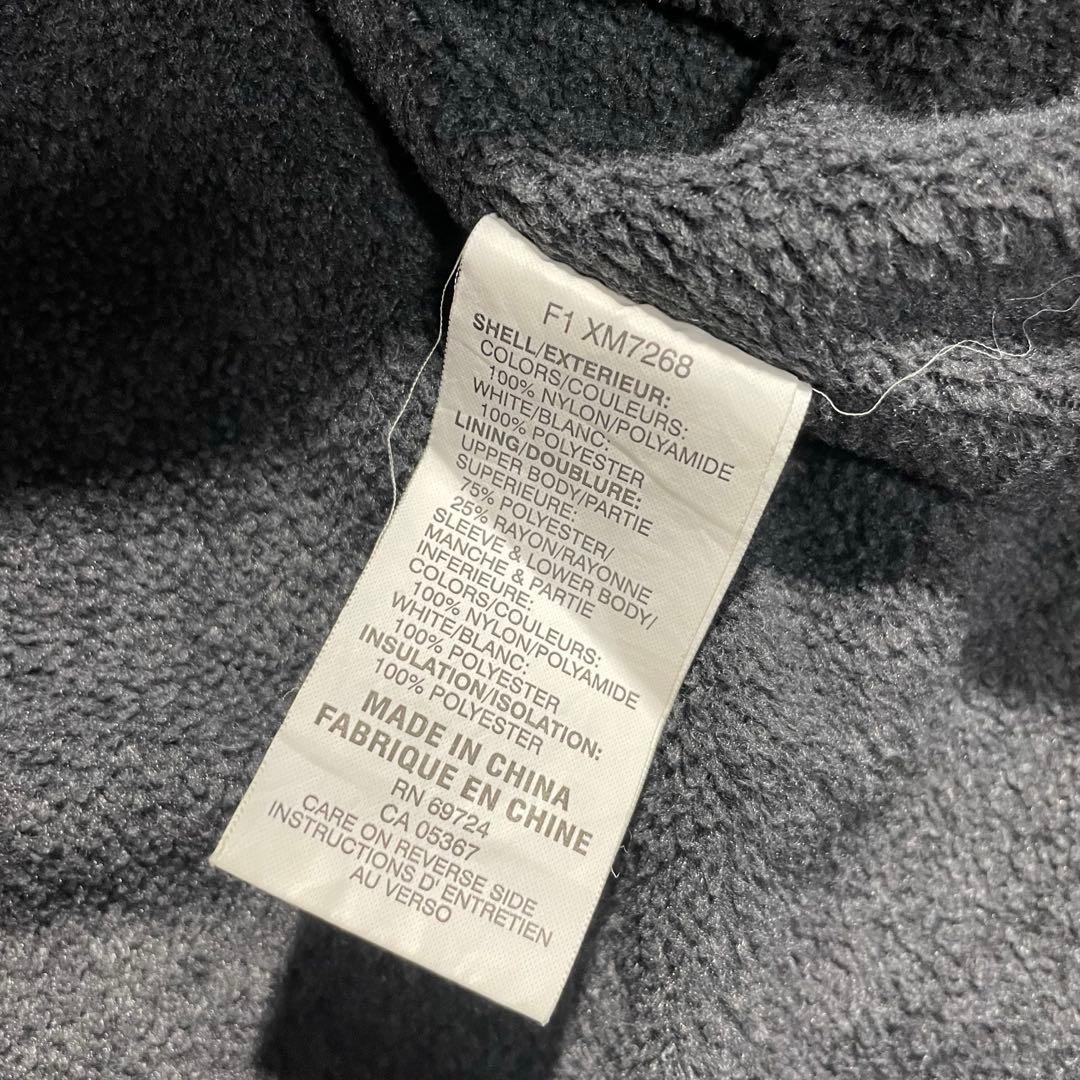 F1 XM7268
SHELL/EXTERIEUR:
COLORS/COULEURS:
100% NYLON/POLYAMIDE
WHITE/BLANC:
100% POLYESTER
LINING/DOUBLURE:
UPPER BODY/PARTIE
SUPERIEURE:
75% POLYESTER/
25% RAYON/RAYONNE
SLEEVE & LOWER BODY/
MANCHE & PARTIE
INFERIEURE:
COLORS/COULEURS:
100% NYLON/POLYAMIDE
WHITE/BLANC:
100% POLYESTER
INSULATION/ISOLATION:
100% POLYESTER
MADE IN CHINA
FABRIQUE EN CHINE
RN 69724
CA 05367
CARE ON REVERSE SIDE
INSTRUCTIONS D' ENTRETIEN
AU VERSO